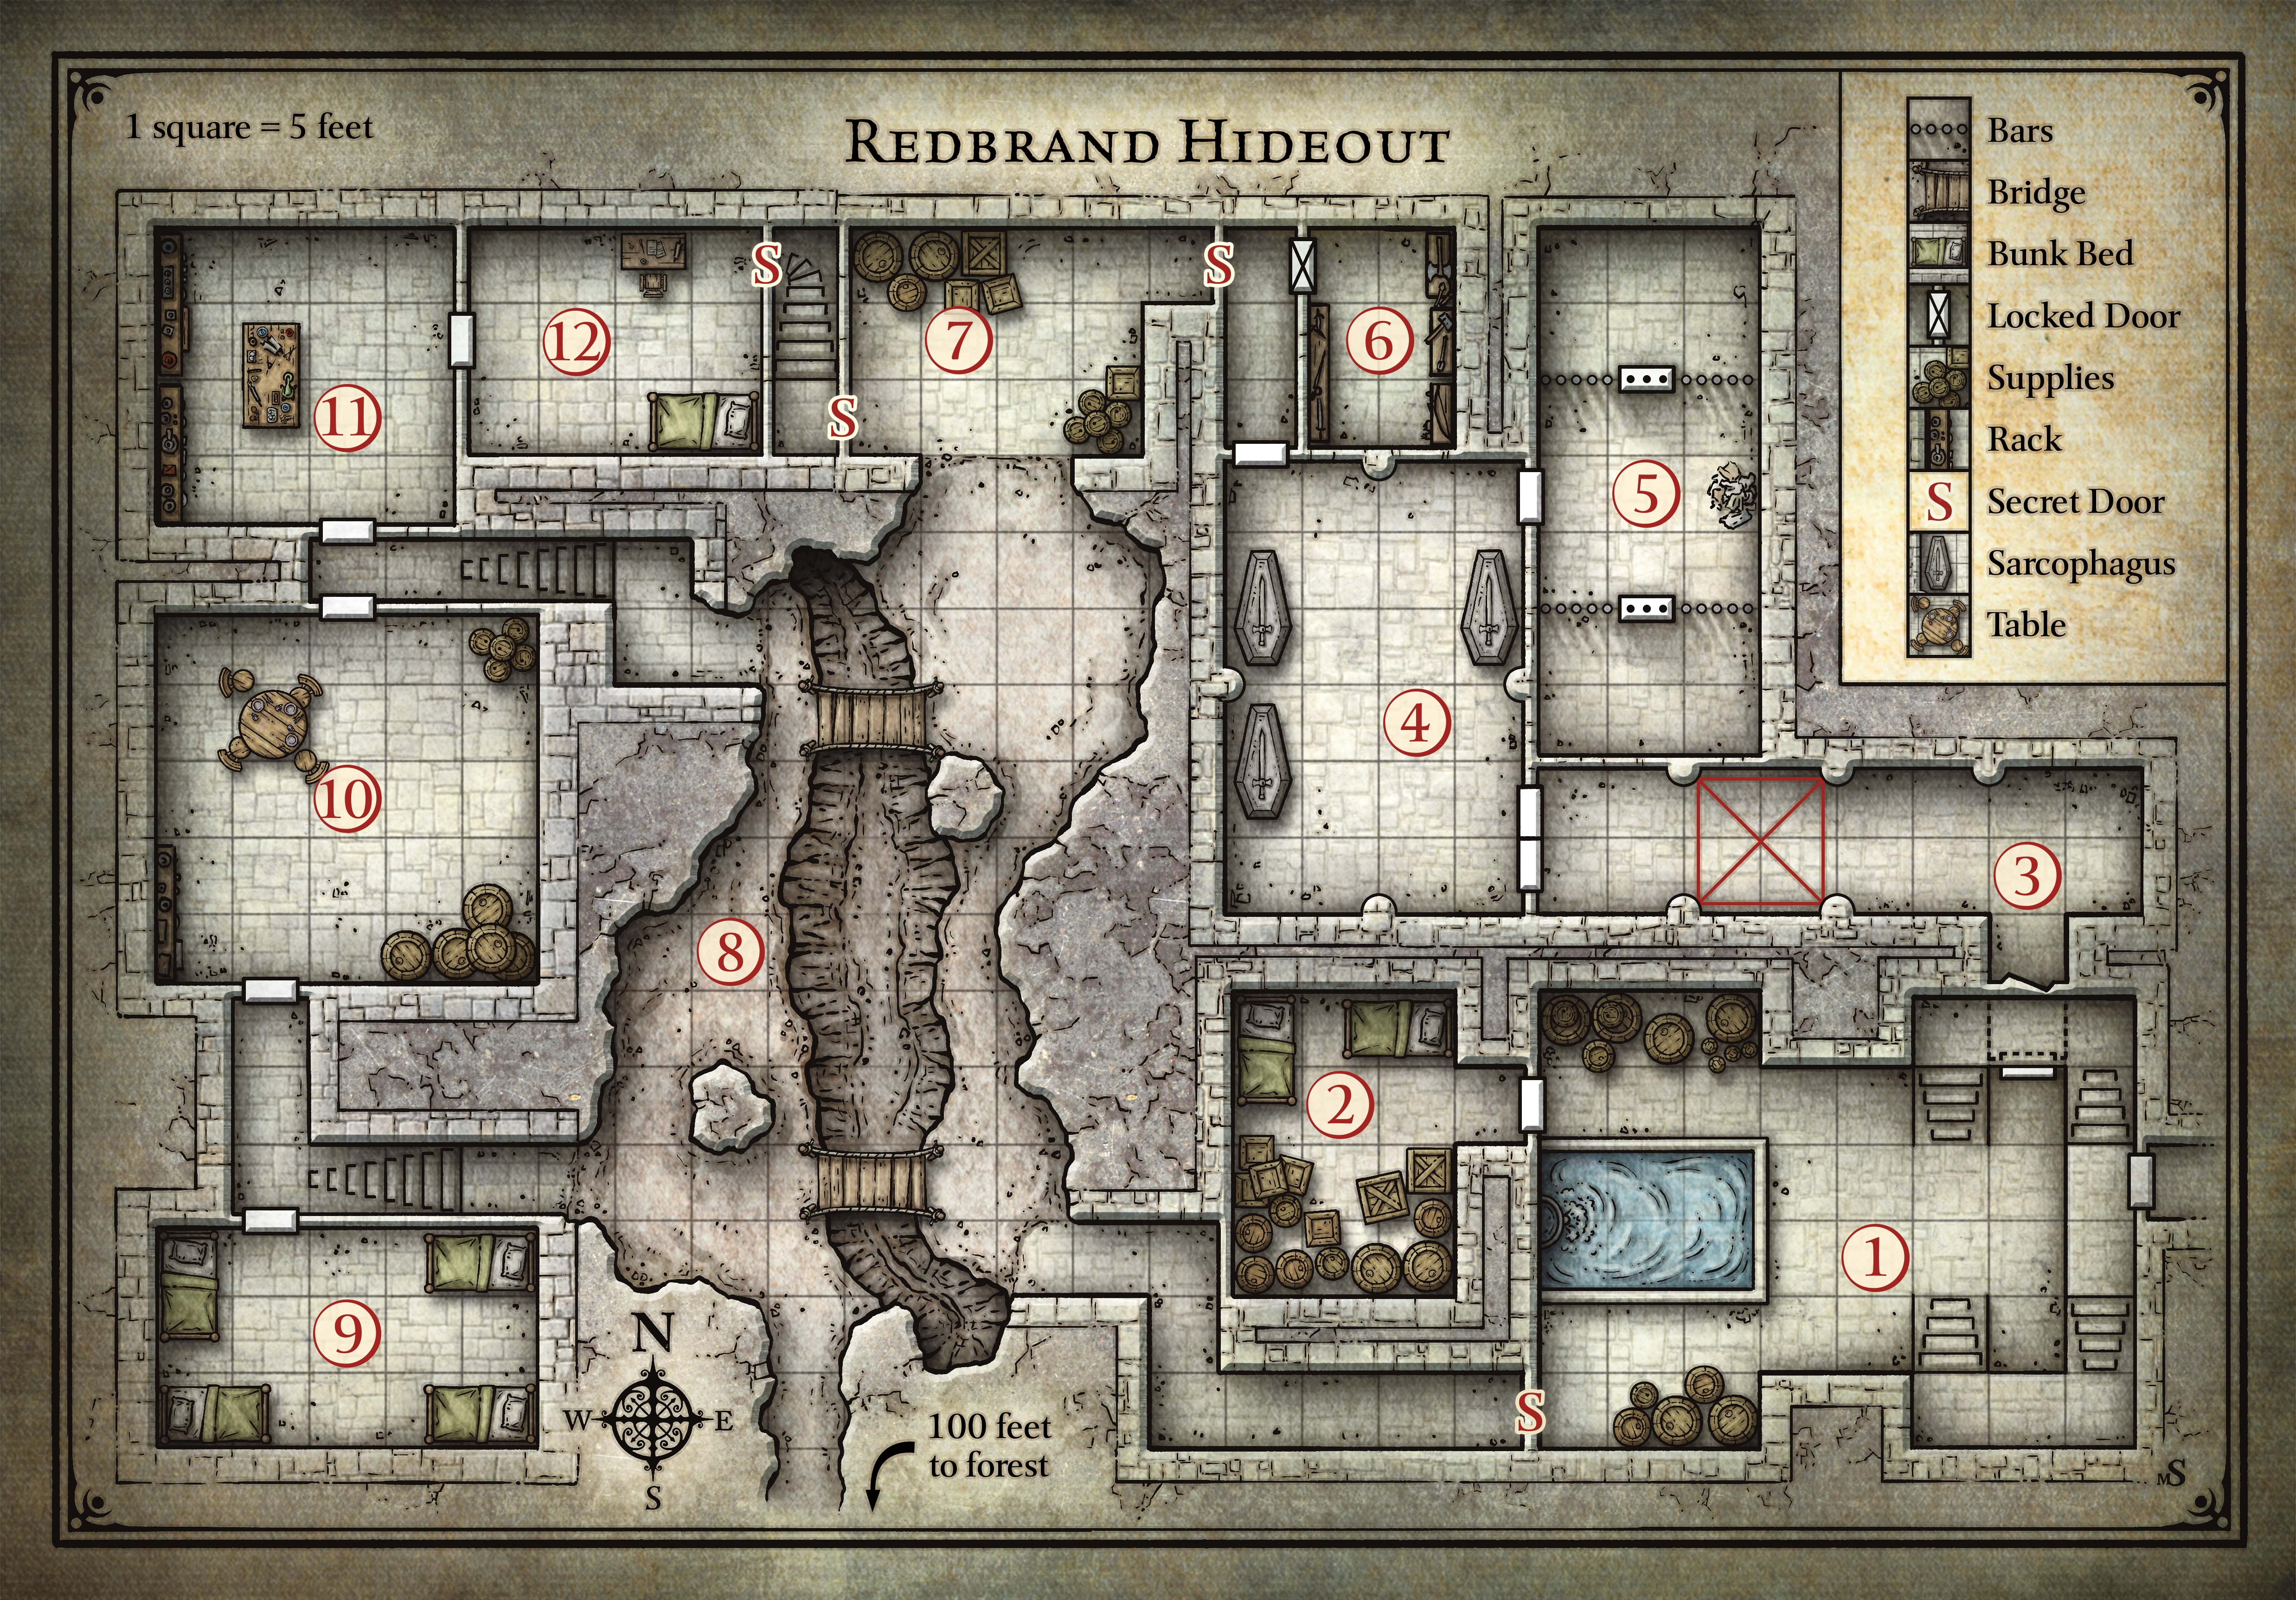 1 square = 5 feet
REDBRAND HIDEOUT
Bars
Bridge
Bunk Bed
Locked Door
Supplies
Rack
S
Secret Door
Sarcophagus
Table
S
S
S
12
7
6
11
5
4
10
3
8
2
1
9
N
W
E
S
S
100 feet
to forest
MS